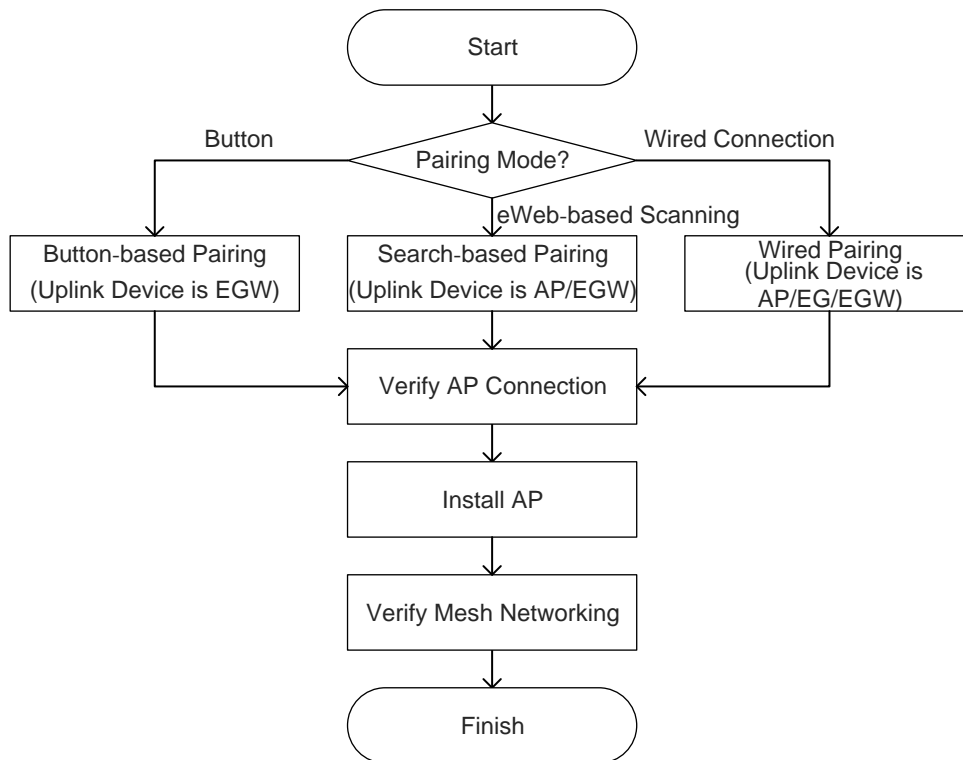 Start
Button
Pairing Mode?
Wired Connection
eWeb-based Scanning
Button-based Pairing
(Uplink Device is EGW)
Search-based Pairing
(Uplink Device is AP/EGW)
Wired Pairing
(Uplink Device is
AP/EG/EGW)
Verify AP Connection
Install AP
Verify Mesh Networking
Finish